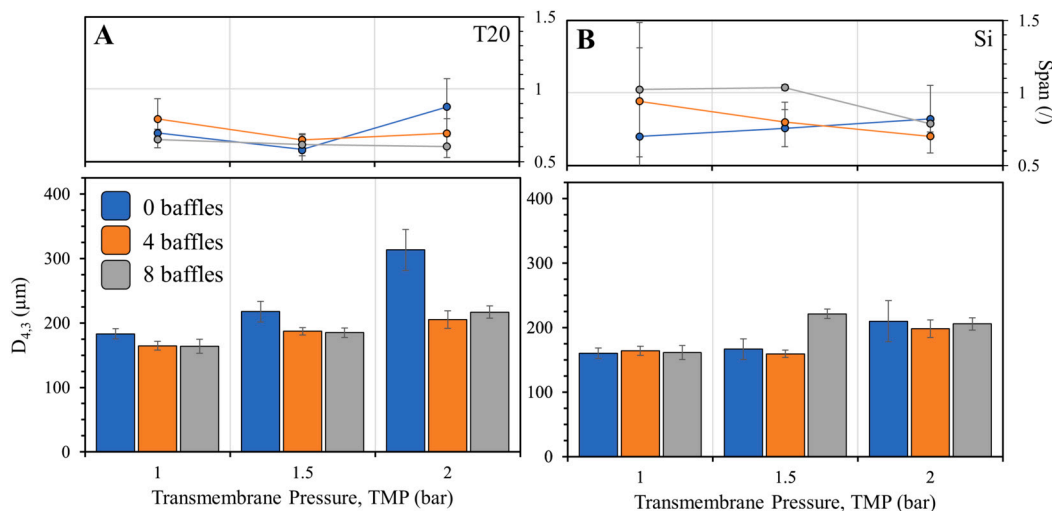 A
T20
1.5
1
0.5
B
Si
1.5
1
0.5
Span (/)
400
300
200
100
0
D4,3 (µm)
0 baffles
4 baffles
8 baffles
1
1.5
2
Transmembrane Pressure, TMP (bar)
400
300
200
100
0
1
1.5
2
Transmembrane Pressure, TMP (bar)